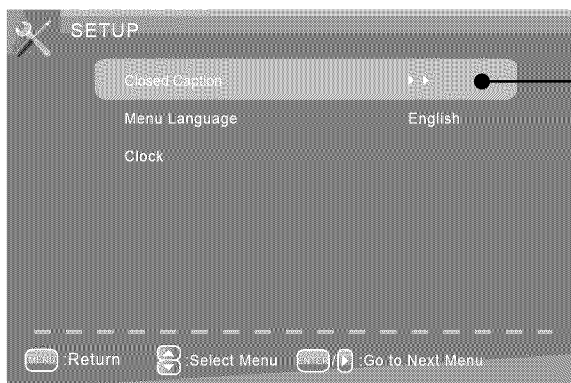 SETUP
Closed Caption
Menu Language English
Clock
MENU :Return :Select Menu ENTER / :Go to Next Menu